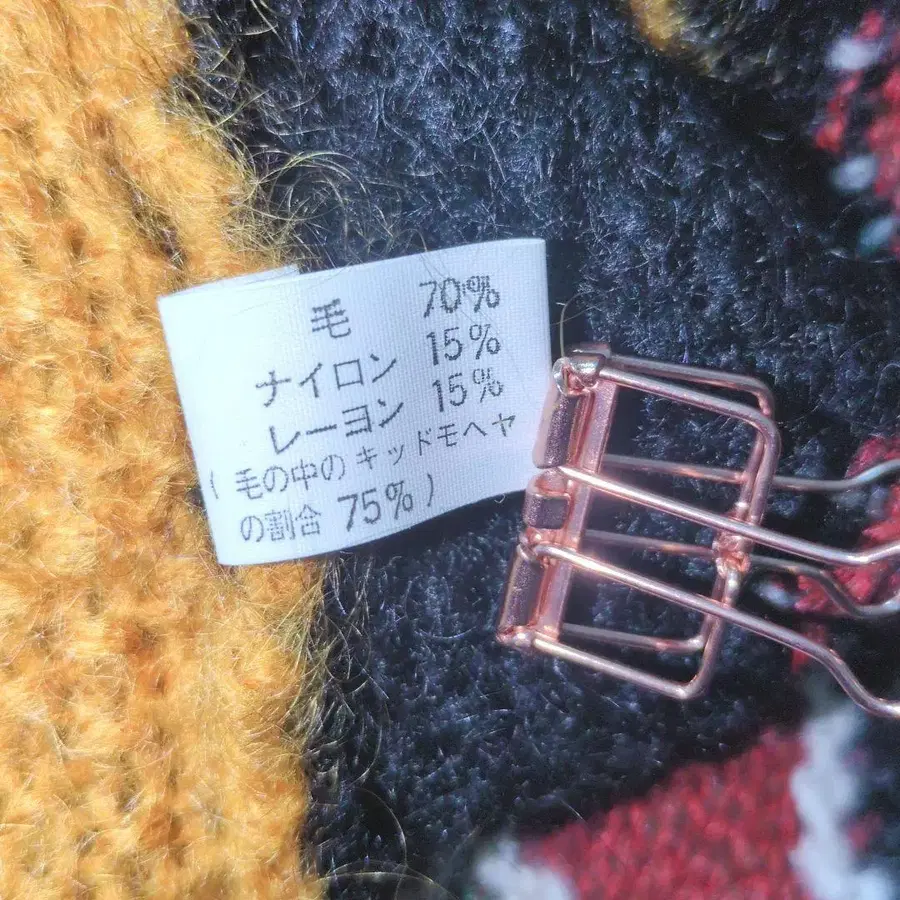 毛 70%
ナイロン 15%
レーヨン 15%
(毛の中のキッドモヘヤ
の割合 75%)